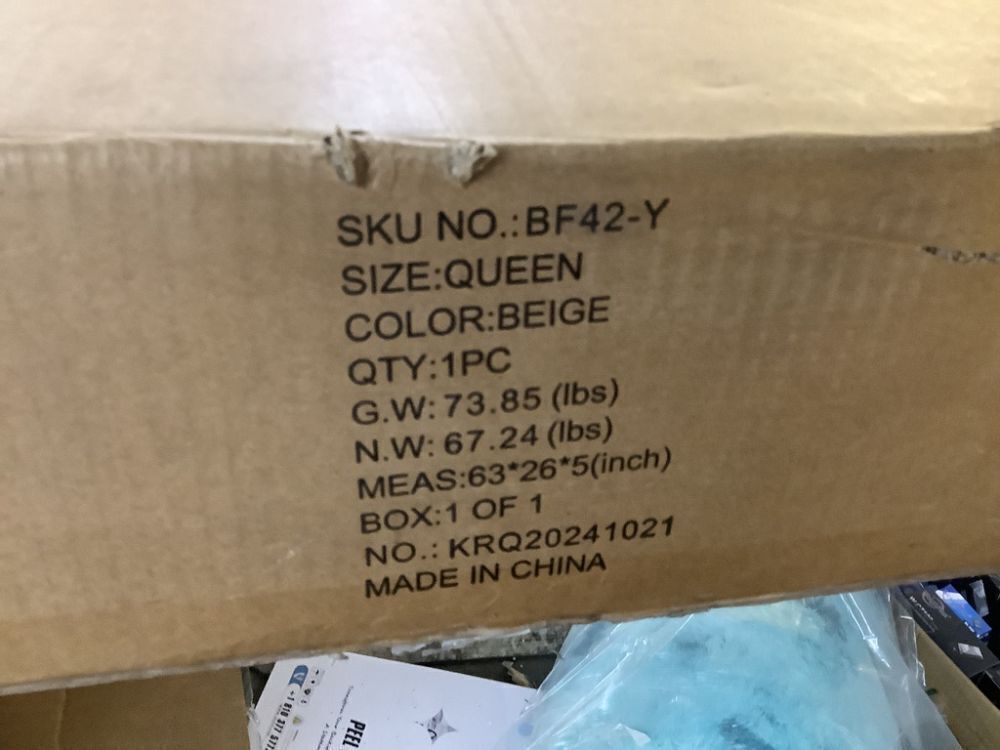 SKU NO.:BF42-Y
SIZE:QUEEN
COLOR:BEIGE
QTY:1PC
G.W: 73.85 (lbs)
N.W: 67.24 (lbs)
MEAS:63*26*5(inch)
BOX:1 OF 1
NO.: KRQ20241021
MADE IN CHINA
PEEL